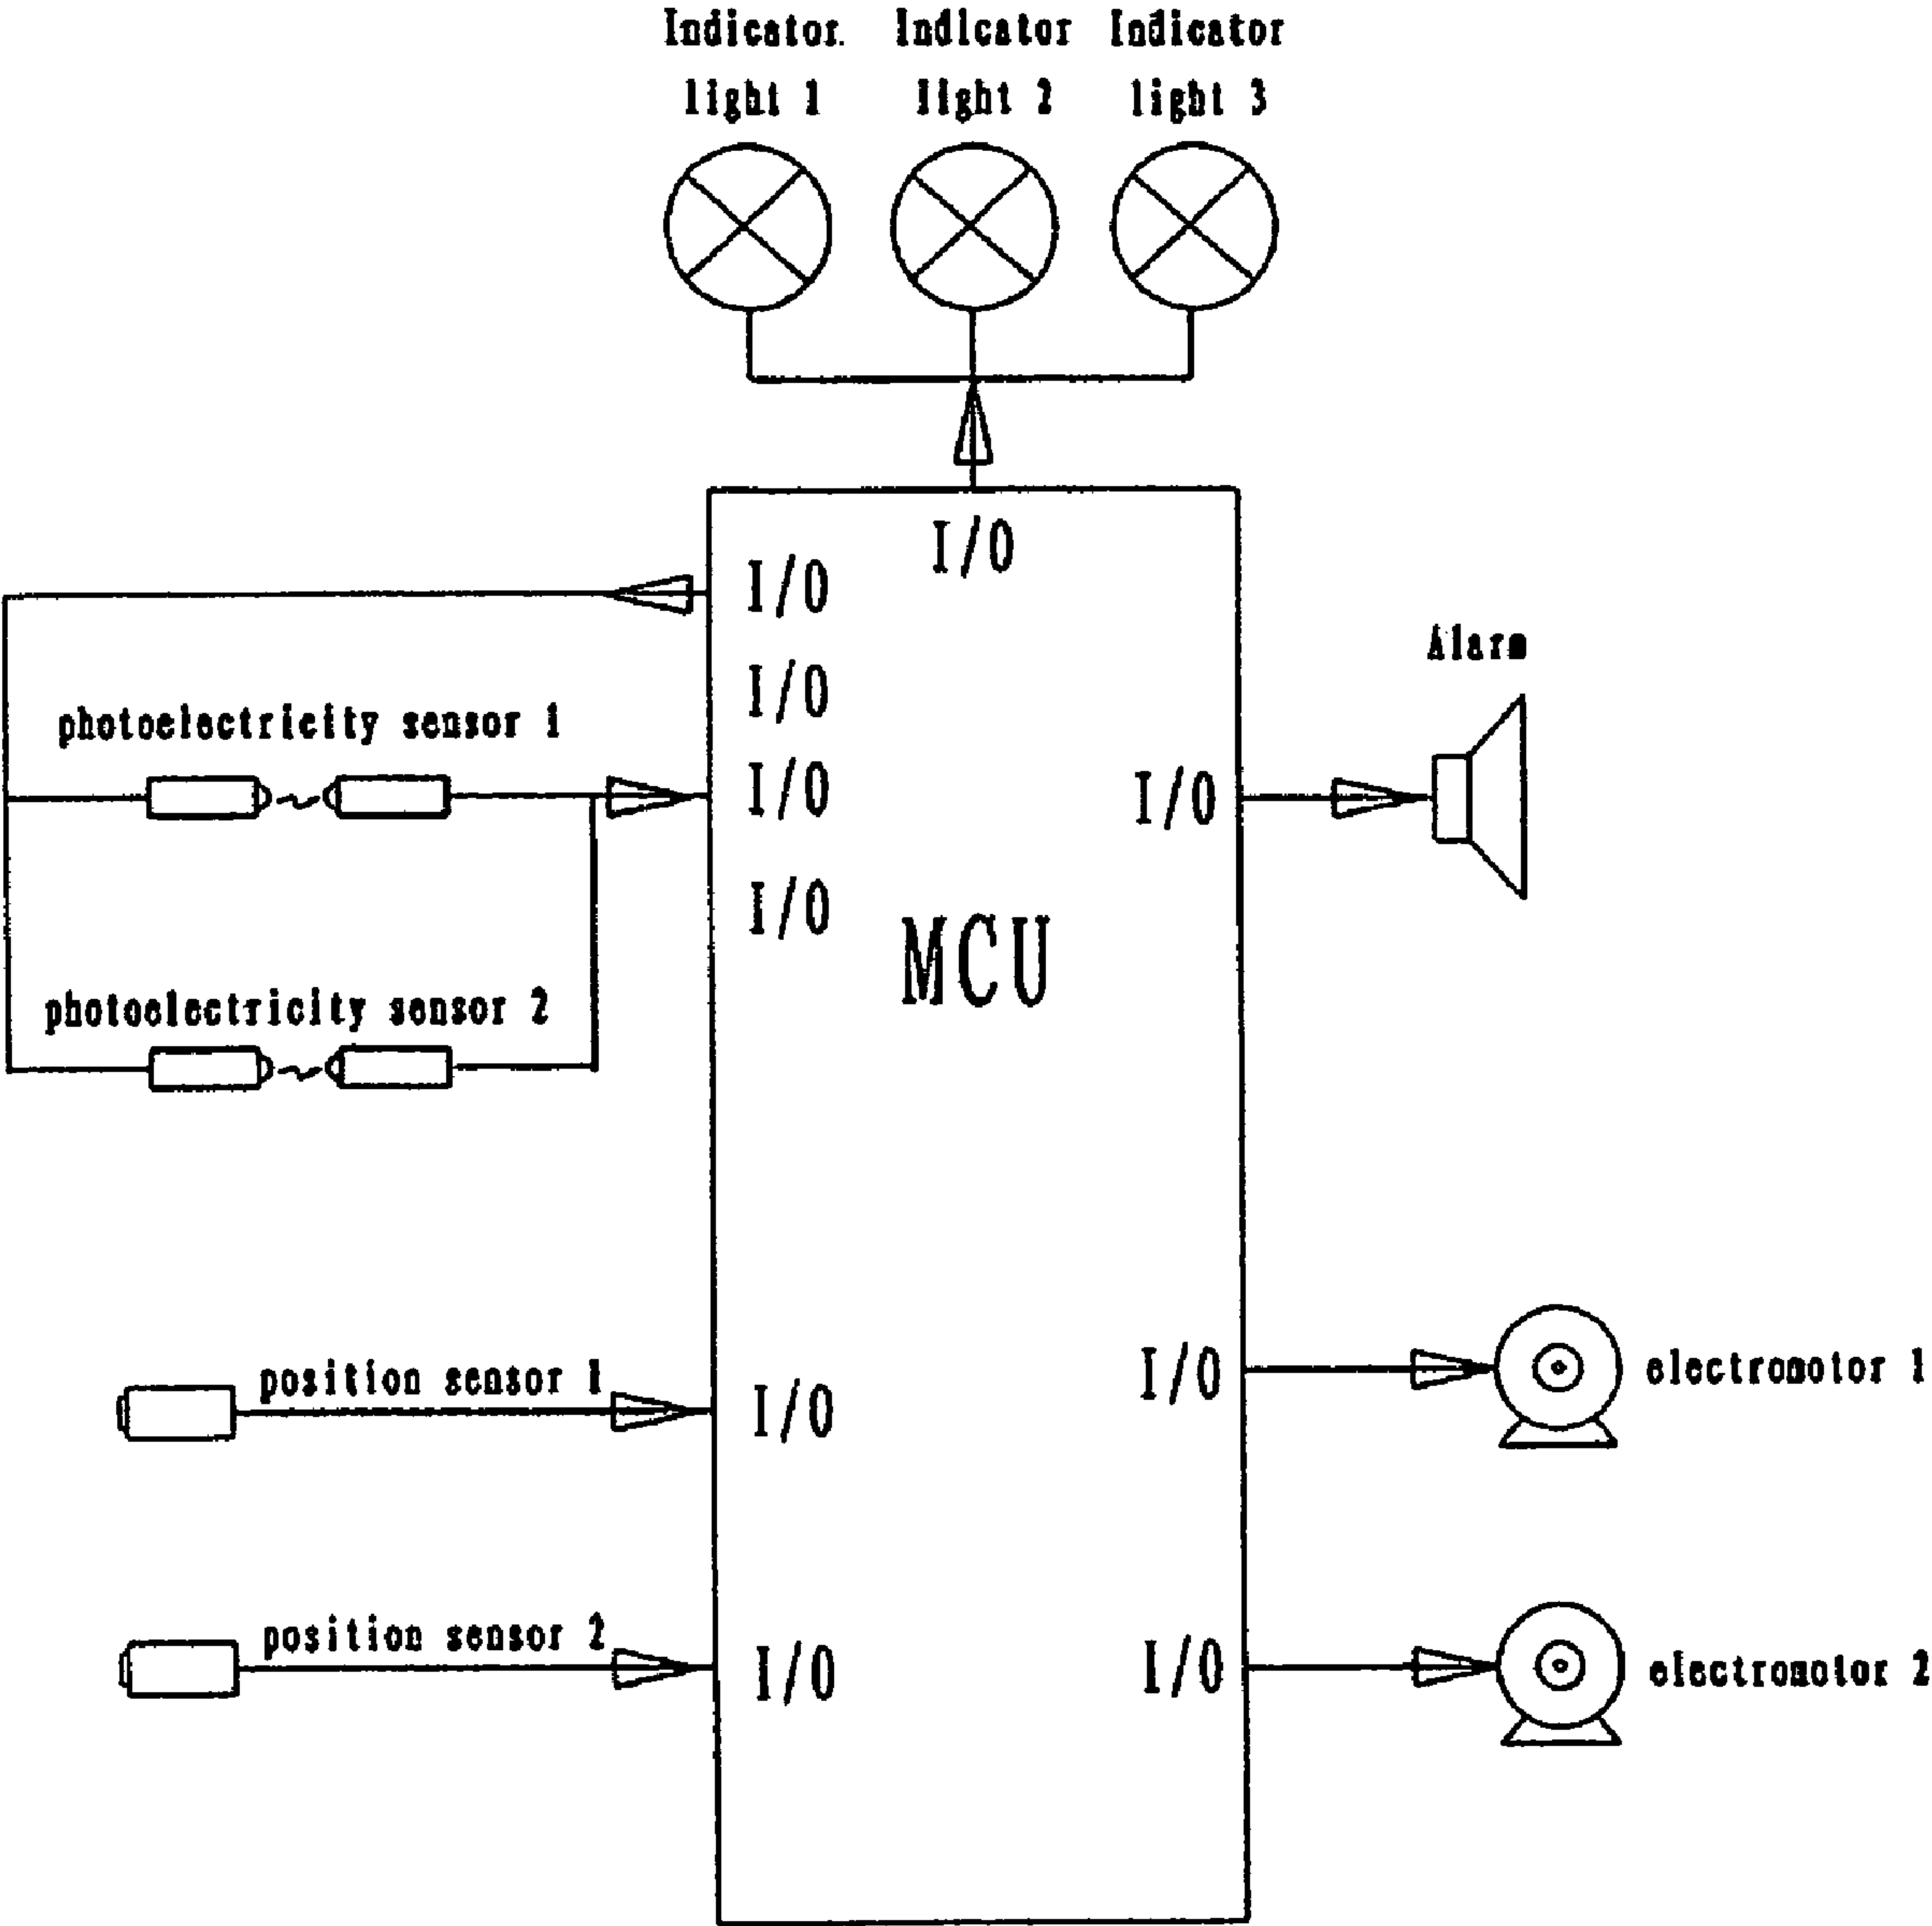 Indicator Indicator Indicator
light 1 light 2 light 3
I/O
I/O
Alarm
I/O
photoelectricity sensor 1
I/O
I/O
I/O
MCU
photoelectricity sensor 2
position sensor 1
I/O
electromotor 1
I/O
position sensor 2
I/O
I/O
electromotor 2